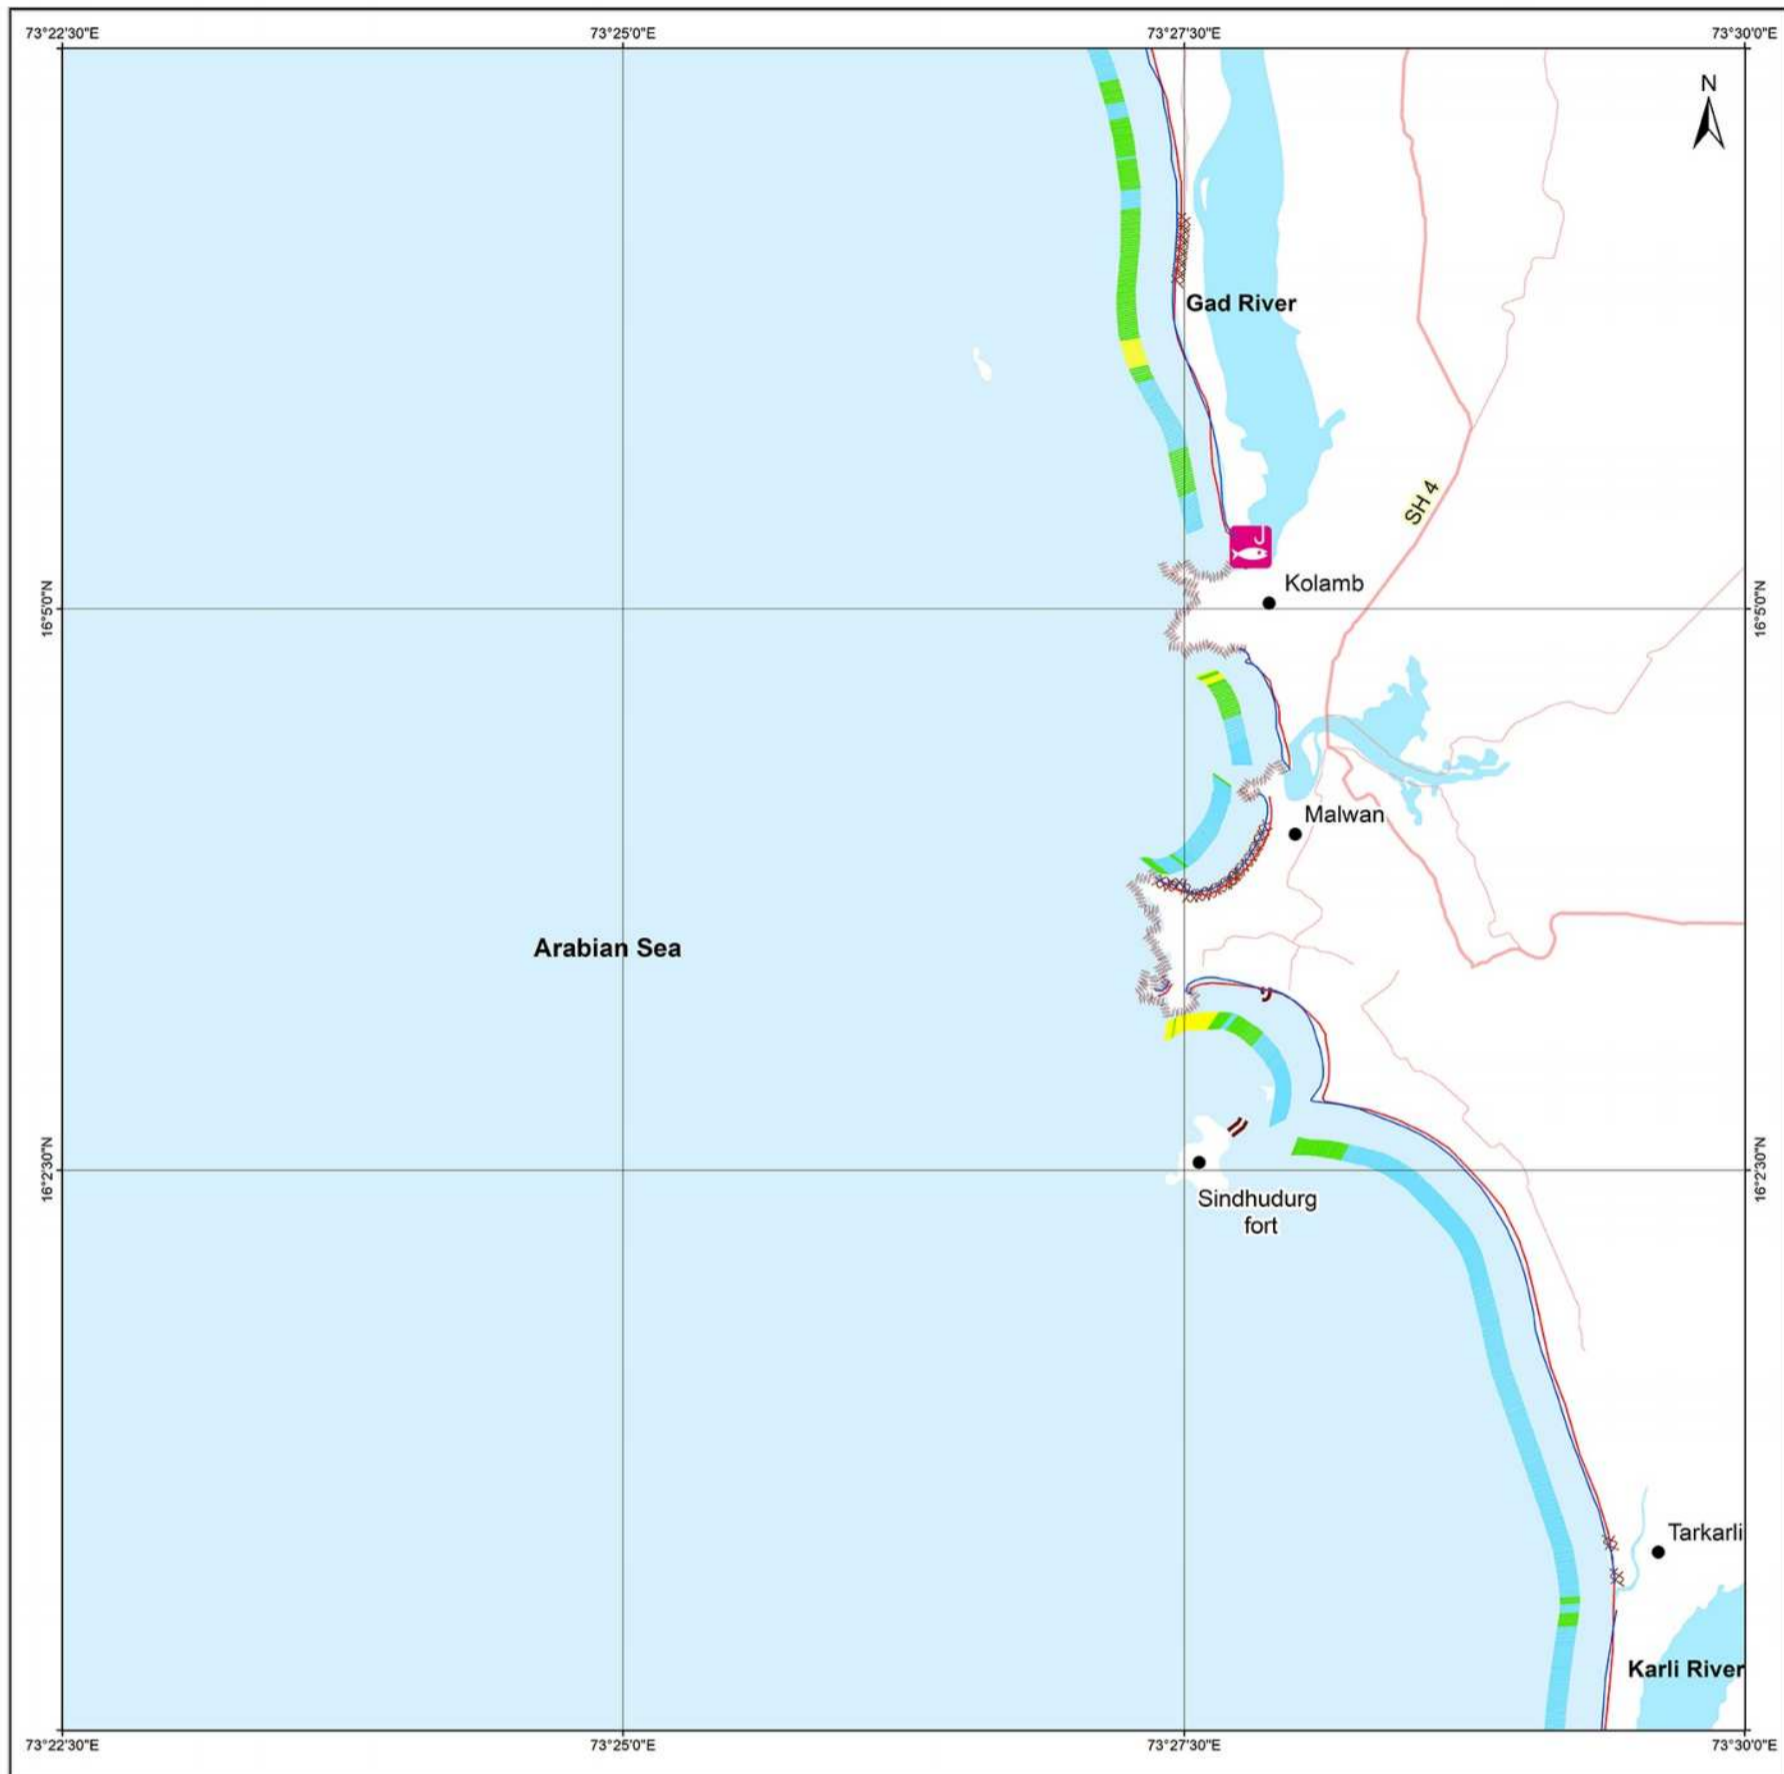 73°22'30"E
73°25'0"E
73°27'30"E
73°30'0"E
N
Gad River
SH 4
Kolamb
16°5'0"N
16°5'0"N
Malwan
Arabian Sea
16°2'30"N
16°2'30"N
Sindhudurg
fort
Tarkarli
Karli River
73°22'30"E
73°25'0"E
73°27'30"E
73°30'0"E